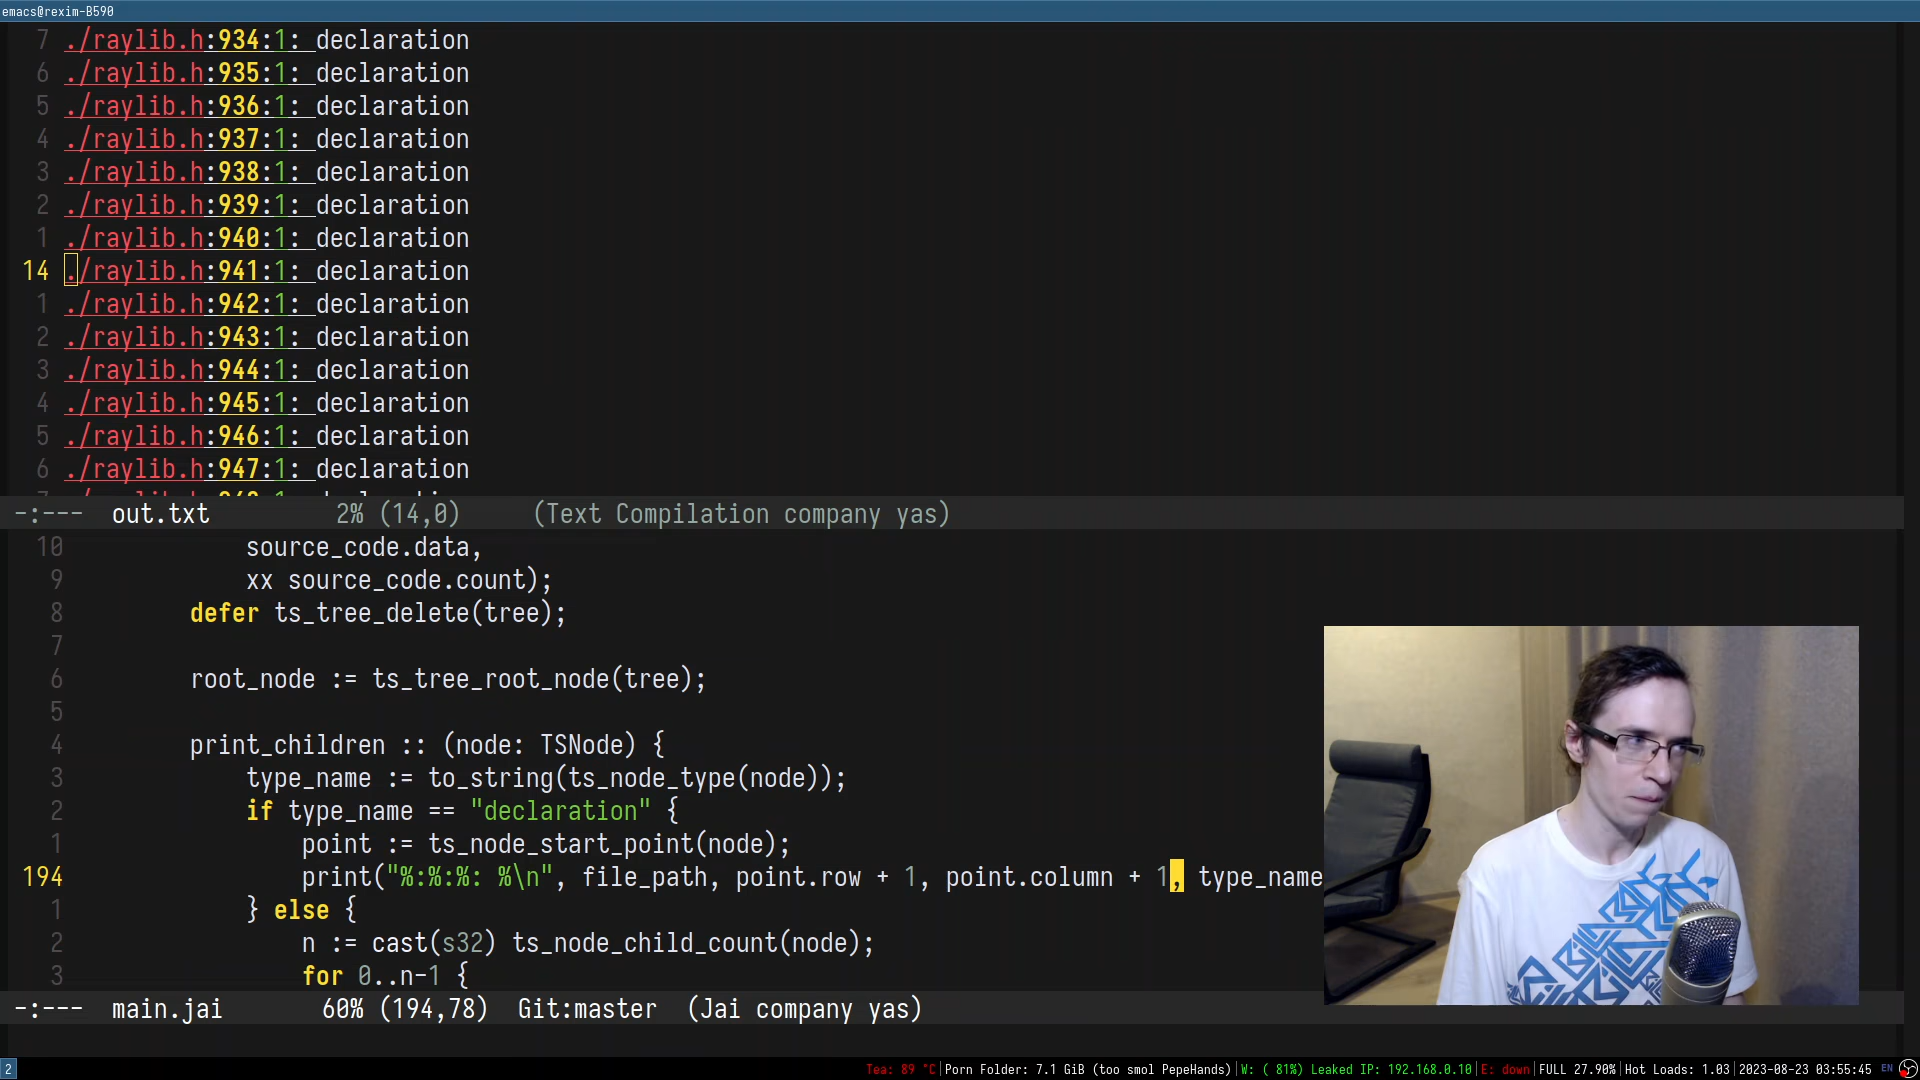 emacs@rexim-B590
7 ./raylib.h:934:1: declaration
6 ./raylib.h:935:1: declaration
5 ./raylib.h:936:1: declaration
4 ./raylib.h:937:1: declaration
3 ./raylib.h:938:1: declaration
2 ./raylib.h:939:1: declaration
1 ./raylib.h:940:1: declaration
14 ./raylib.h:941:1: declaration
1 ./raylib.h:942:1: declaration
2 ./raylib.h:943:1: declaration
3 ./raylib.h:944:1: declaration
4 ./raylib.h:945:1: declaration
5 ./raylib.h:946:1: declaration
6 ./raylib.h:947:1: declaration
-:--- out.txt 2% (14,0) (Text Compilation company yas)
10 source_code.data,
9 xx source_code.count);
8 defer ts_tree_delete(tree);
7
6 root_node := ts_tree_root_node(tree);
5
4 print_children :: (node: TSNode) {
3 type_name := to_string(ts_node_type(node));
2 if type_name == "declaration" {
1 point := ts_node_start_point(node);
194 print("%:%:%: %\n", file_path, point.row + 1, point.column + 1, type_name
1 } else {
2 n := cast(s32) ts_node_child_count(node);
3 for 0..n-1 {
-:--- main.jai 60% (194,78) Git:master (Jai company yas)
2 Tea: 89 °C|Porn Folder: 7.1 GiB (too smol PepeHands)|W: ( 81%) Leaked IP: 192.168.0.10|E: down|FULL 27.90%|Hot Loads: 1.03|2023-08-23 03:55:45 EN